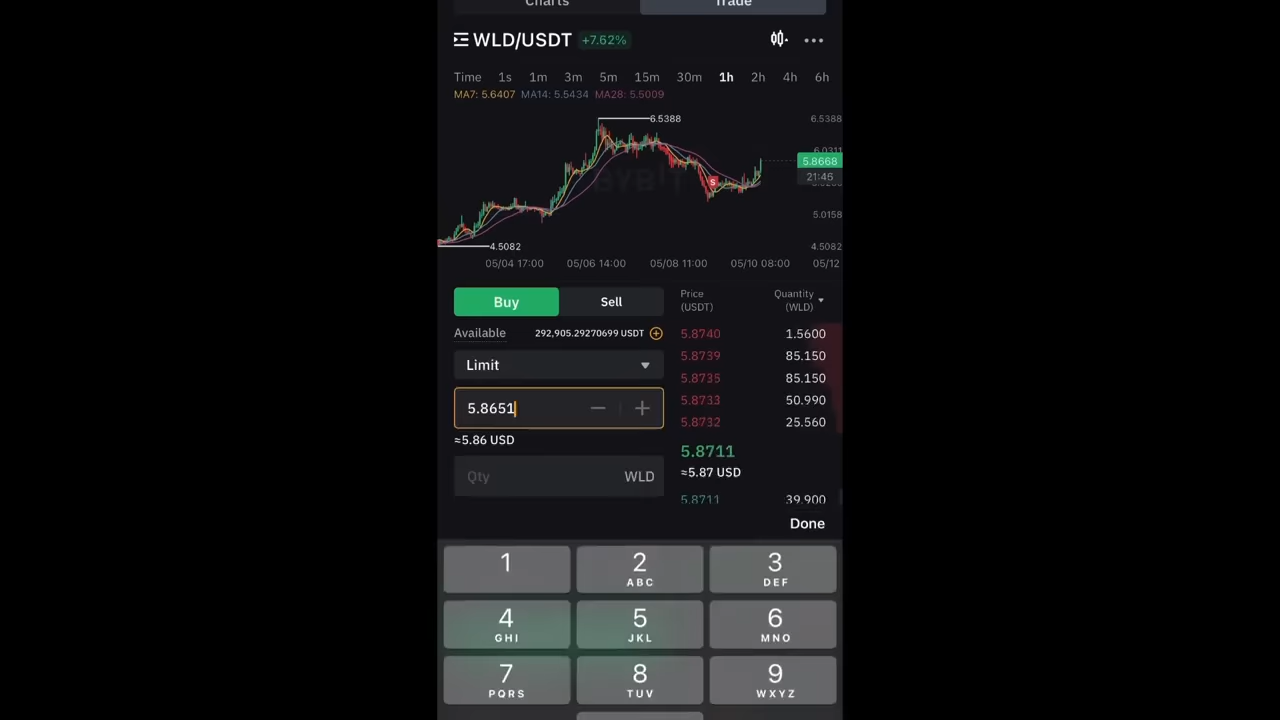 Charts Trade
WLD/USDT +7.62%
Time 1s 1m 3m 5m 15m 30m 1h 2h 4h 6h
MA7: 5.6407 MA14: 5.5434 MA28: 5.5009
6.5388 6.5388
6.0311
5.8668
21:46
S
BYBIT
5.0158
4.5082 4.5082
05/04 17:00 05/06 14:00 05/08 11:00 05/10 08:00 05/12
Buy Sell
Price (USDT) Quantity (WLD)
Available 292,905.29270699 USDT
5.8740 1.5600
Limit
5.8739 85.150
5.8735 85.150
5.8651
5.8733 50.990
5.8732 25.560
≈5.86 USD
5.8711
≈5.87 USD
Qty WLD
5.8711 39.900
Done
1 2 ABC 3 DEF
4 GHI 5 JKL 6 MNO
7 PQRS 8 TUV 9 WXYZ